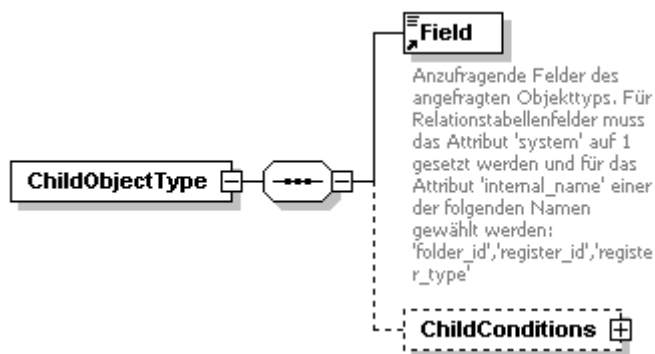 Field
Anzufragende Felder des
angefragten Objekttyps. Für
Relationstabellenfelder muss
das Attribut 'system' auf 1
gesetzt werden und für das
Attribut 'internal_name' einer
der folgenden Namen
gewählt werden:
'folder_id','register_id','registe
r_type'
ChildObjectType
ChildConditions